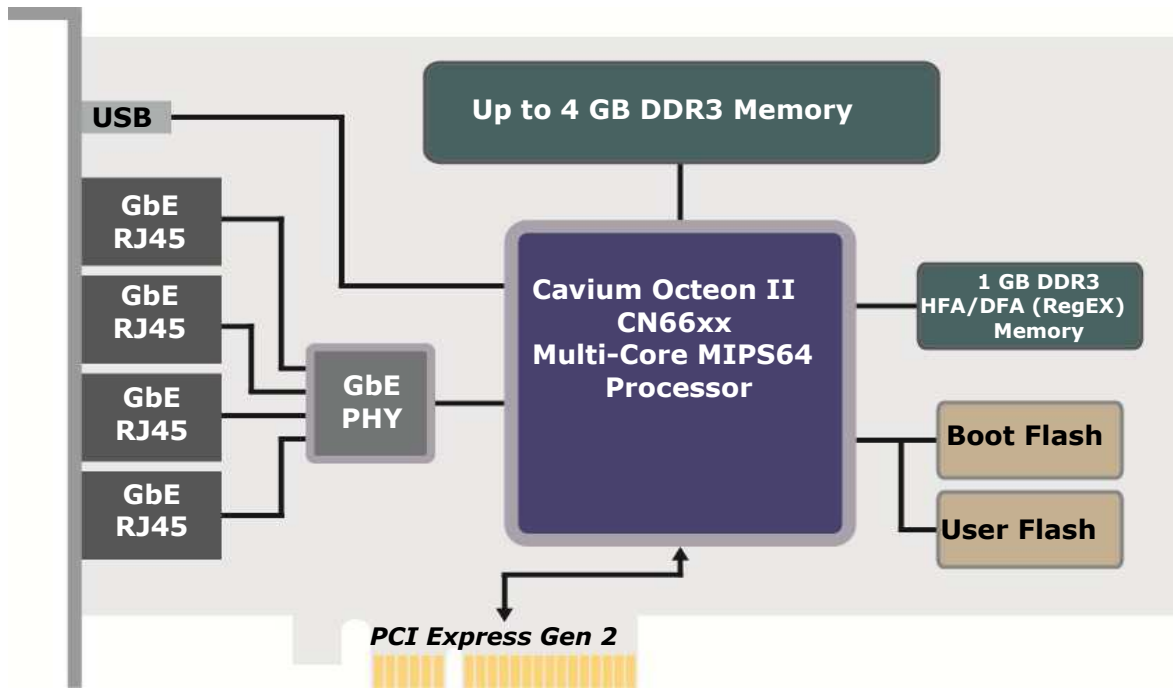 USB
Up to 4 GB DDR3 Memory
GbE
RJ45
GbE
RJ45
GbE
RJ45
GbE
RJ45
GbE
PHY
Cavium Octeon II
CN66xx
Multi-Core MIPS64
Processor
1 GB DDR3
HFA/DFA (RegEX)
Memory
Boot Flash
User Flash
PCI Express Gen 2